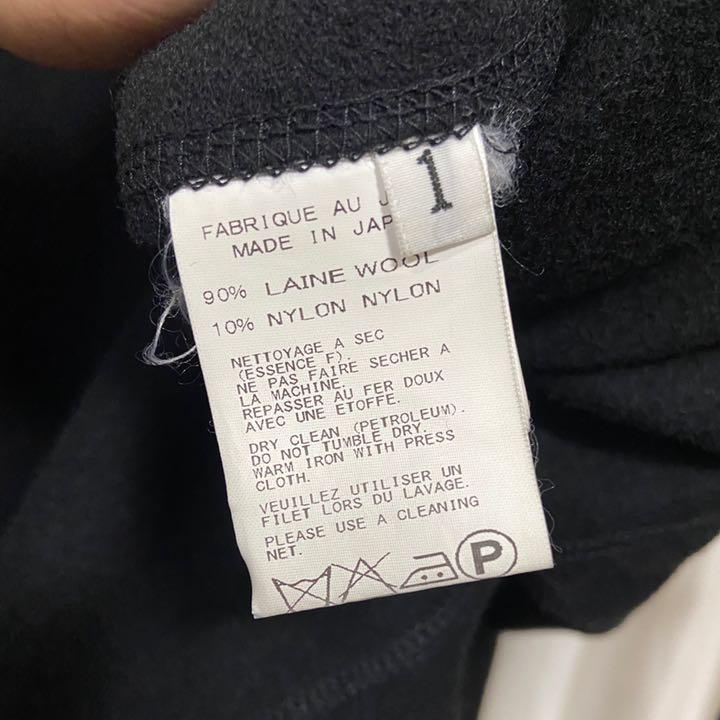 1
FABRIQUE AU J
MADE IN JAP
90% LAINE WOOL
10% NYLON NYLON
NETTOYAGE A SEC
(ESSENCE F).
NE PAS FAIRE SECHER A
LA MACHINE.
REPASSER AU FER DOUX
AVEC UNE ETOFFE.
DRY CLEAN (PETROLEUM).
DO NOT TUMBLE DRY.
WARM IRON WITH PRESS
CLOTH.
VEUILLEZ UTILISER UN
FILET LORS DU LAVAGE.
PLEASE USE A CLEANING
NET.
P